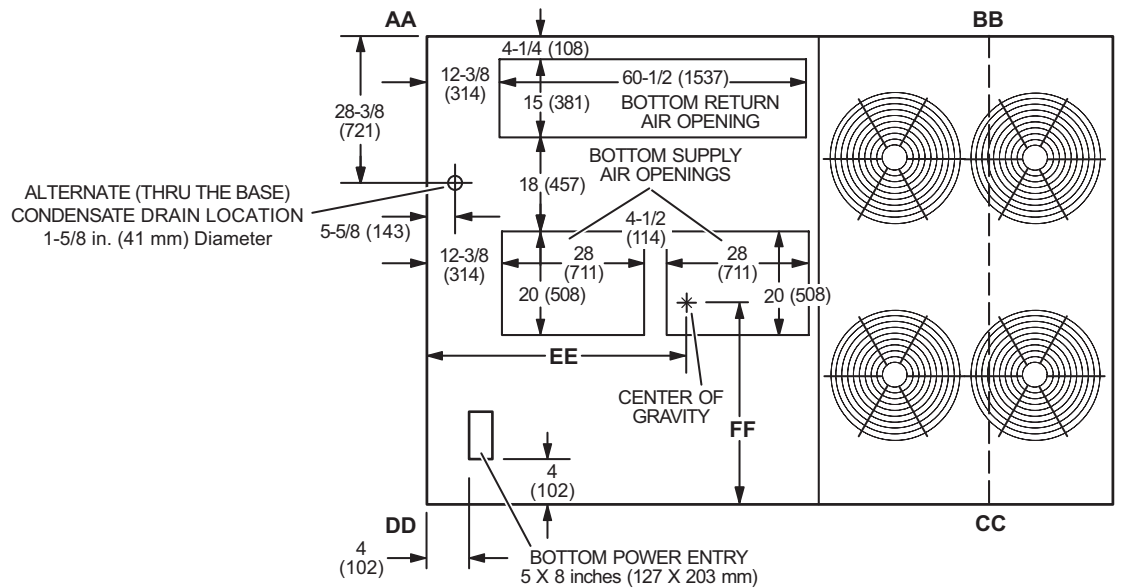 AA
BB
4-1/4 (108)
12-3/8
(314)
60-1/2 (1537)
28-3/8
(721)
15 (381)
BOTTOM RETURN
AIR OPENING
BOTTOM SUPPLY
AIR OPENINGS
18 (457)
ALTERNATE (THRU THE BASE)
CONDENSATE DRAIN LOCATION
1-5/8 in. (41 mm) Diameter
5-5/8 (143)
4-1/2
(114)
12-3/8
(314)
28
(711)
28
(711)
20 (508)
20 (508)
EE
CENTER OF
GRAVITY
FF
4
(102)
DD
CC
4
(102)
BOTTOM POWER ENTRY
5 X 8 inches (127 X 203 mm)